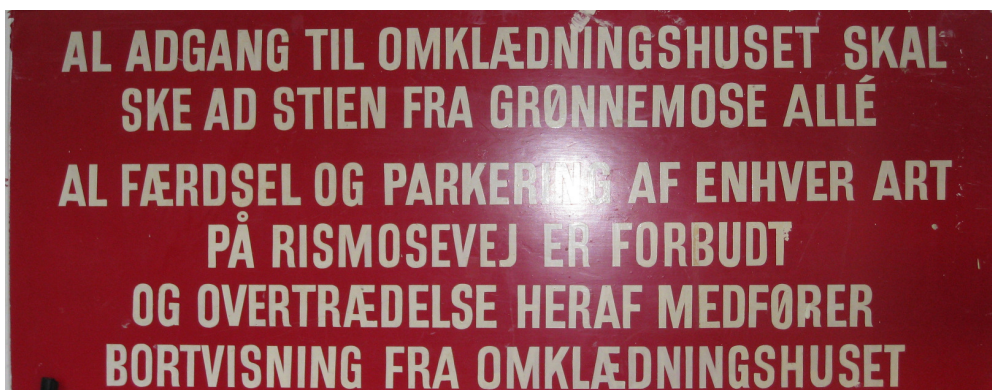 AL ADGANG TIL OMKLÆDNINGSHUSET SKAL
SKE AD STIEN FRA GRØNNEMOSE ALLÉ
AL FÆRDSEL OG PARKERING AF ENHVER ART
PÅ RISMOSEVEJ ER FORBUDT
OG OVERTRÆDELSE HERAF MEDFØRER
BORTVISNING FRA OMKLÆDNINGSHUSET